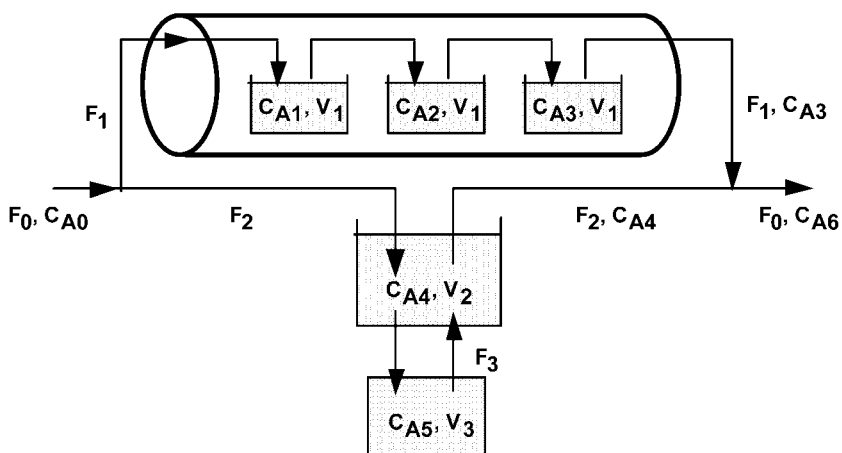 C_A1, V_1
C_A2, V_1
C_A3, V_1
F_1
F_1, C_A3
F_0, C_A0
F_2
F_2, C_A4
F_0, C_A6
C_A4, V_2
F_3
C_A5, V_3